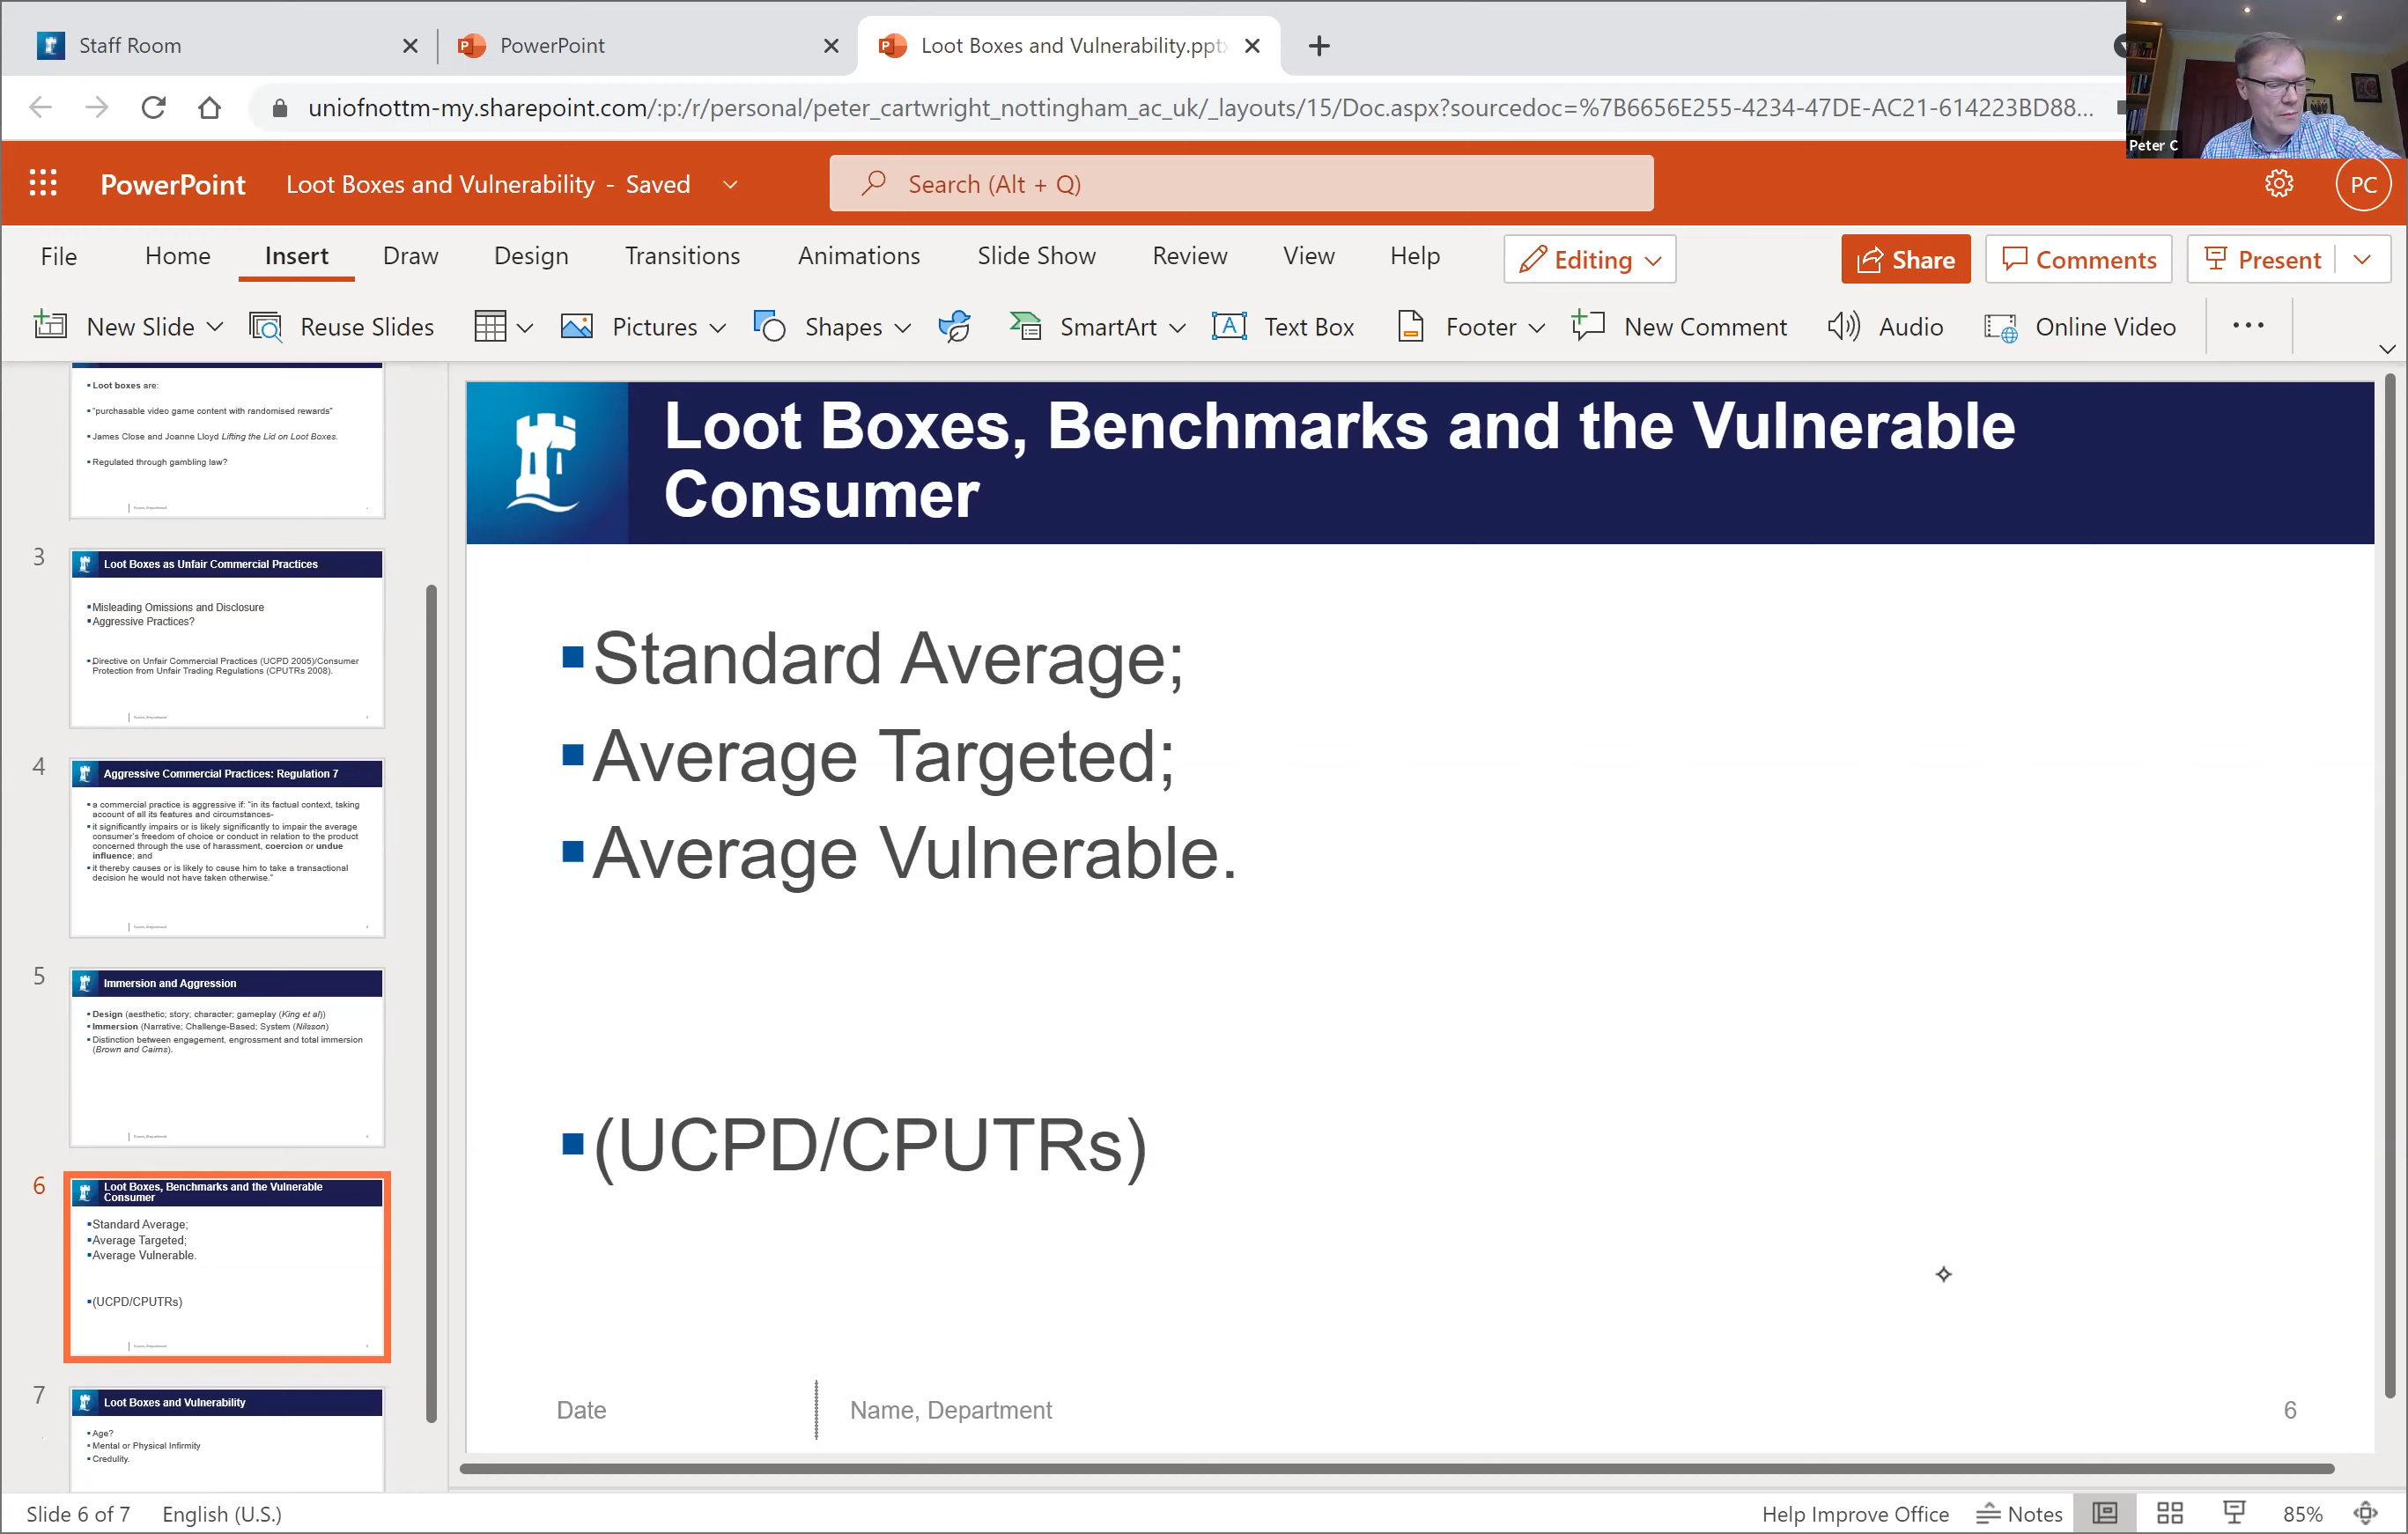 Staff Room
PowerPoint
Loot Boxes and Vulnerability.pptx
uniofnottm-my.sharepoint.com/:p:/r/personal/peter_cartwright_nottingham_ac_uk/_layouts/15/Doc.aspx?sourcedoc=%7B6656E255-4234-47DE-AC21-614223BD88...
Peter C
PowerPoint Loot Boxes and Vulnerability - Saved
Search (Alt + Q)
PC
File Home Insert Draw Design Transitions Animations Slide Show Review View Help Editing Share Comments Present
New Slide Reuse Slides Pictures Shapes SmartArt Text Box Footer New Comment Audio Online Video
Loot boxes are:
"purchasable video game content with randomised rewards"
James Close and Joanne Lloyd Lifting the Lid on Loot Boxes.
Regulated through gambling law?
3
Loot Boxes as Unfair Commercial Practices
Misleading Omissions and Disclosure
Aggressive Practices?
Directive on Unfair Commercial Practices (UCPD 2005)/Consumer
Protection from Unfair Trading Regulations (CPUTRs 2008).
4
Aggressive Commercial Practices: Regulation 7
a commercial practice is aggressive if: "in its factual context, taking
account of all its features and circumstances-
it significantly impairs or is likely significantly to impair the average
consumer's freedom of choice or conduct in relation to the product
concerned through the use of harassment, coercion or undue
influence; and
it thereby causes or is likely to cause him to take a transactional
decision he would not have taken otherwise."
5
Immersion and Aggression
Design (aesthetic; story; character; gameplay (King et al))
Immersion (Narrative; Challenge-Based; System (Nilsson)
Distinction between engagement, engrossment and total immersion
(Brown and Cairns).
6
Loot Boxes, Benchmarks and the Vulnerable
Consumer
Standard Average;
Average Targeted;
Average Vulnerable.
(UCPD/CPUTRs)
7
Loot Boxes and Vulnerability
Age?
Mental or Physical Infirmity
Credulity.
Loot Boxes, Benchmarks and the Vulnerable
Consumer
Standard Average;
Average Targeted;
Average Vulnerable.
(UCPD/CPUTRs)
Date
Name, Department
6
Slide 6 of 7 English (U.S.) Help Improve Office Notes 85%